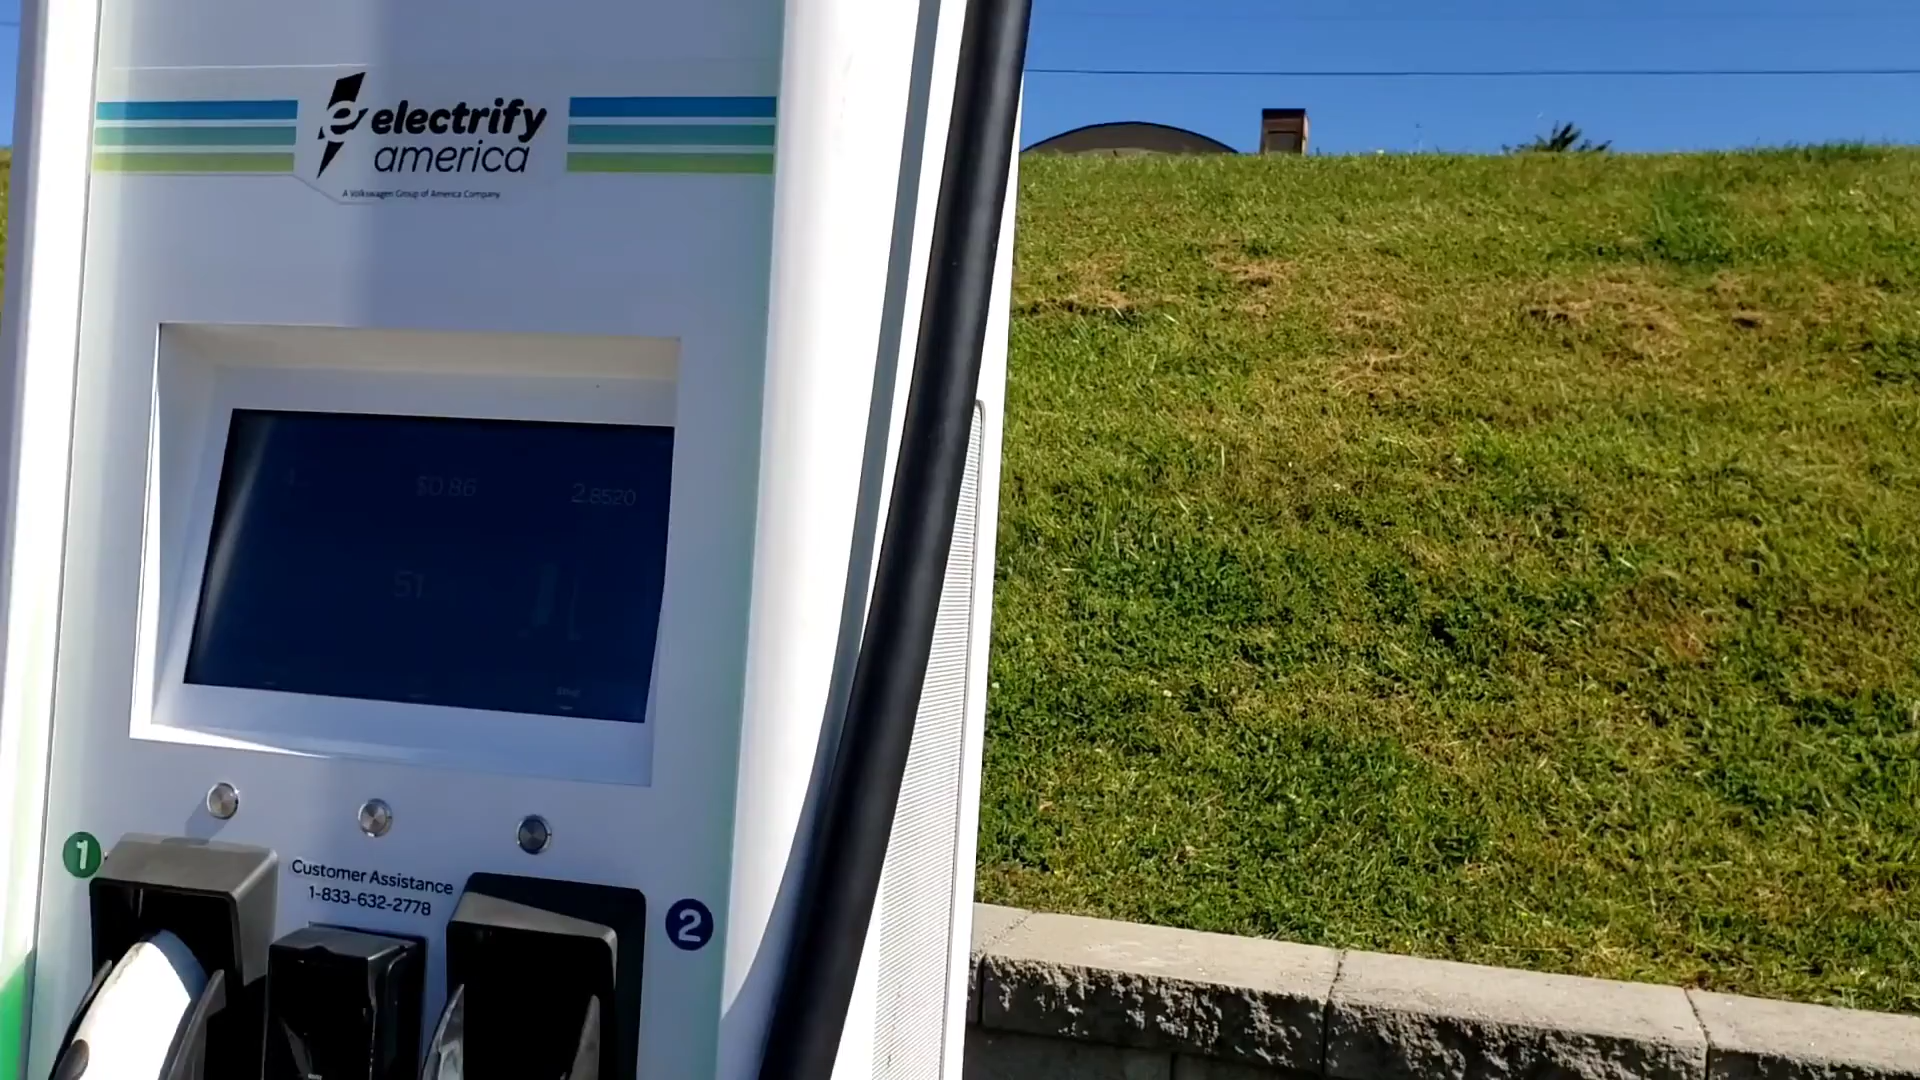 electrify
america
A Volkswagen Group of America Company
$0.86
2.8520
51
1
Customer Assistance
1-833-632-2778
2